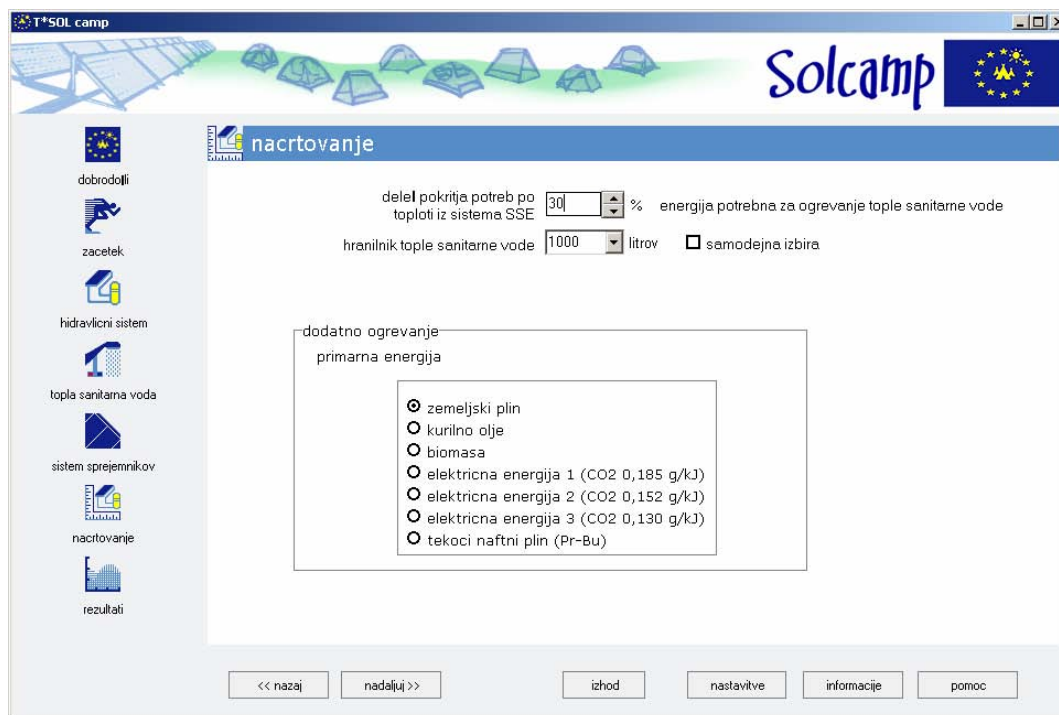 T*SOL camp
Solcamp
dobrodolli
zacetek
hidravlicni sistem
topla sanitarna voda
sistem sprejemnikov
nacrtovanje
rezultati
nacrtovanje
delel pokritja potreb po
toploti iz sistema SSE
30
% energija potrebna za ogrevanje tople sanitarne vode
hranilnik tople sanitarne vode 1000 litrov samodejna izbira
dodatno ogrevanje
primarna energija
zemeljski plin
kurilno olje
biomasa
elektricna energija 1 (CO2 0,185 g/kJ)
elektricna energija 2 (CO2 0,152 g/kJ)
elektricna energija 3 (CO2 0,130 g/kJ)
tekoci naftni plin (Pr-Bu)
<< nazaj nadaljuj >> izhod nastavitve informacije pomoc